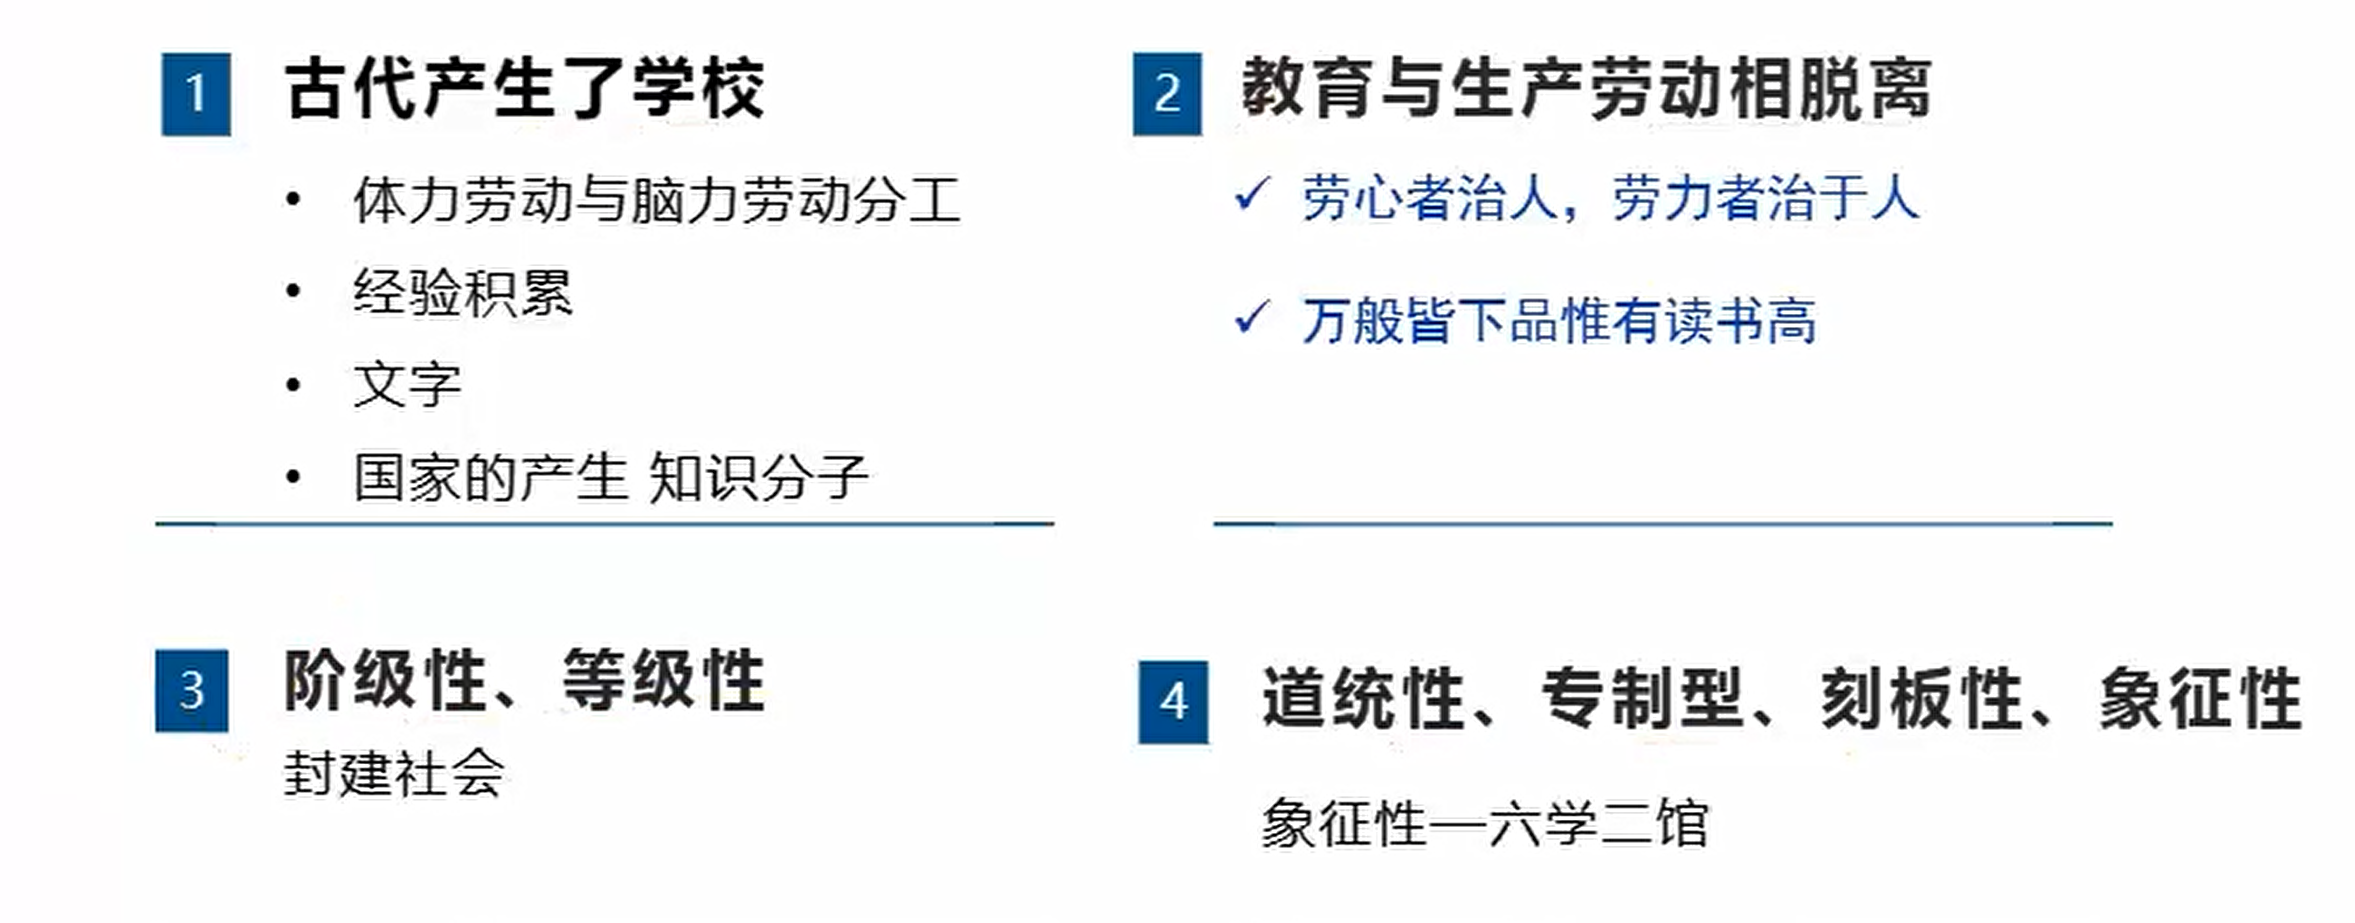 1 古代产生了学校
• 体力劳动与脑力劳动分工
• 经验积累
• 文字
• 国家的产生 知识分子
2 教育与生产劳动相脱离
✓ 劳心者治人，劳力者治于人
✓ 万般皆下品惟有读书高
3 阶级性、等级性
封建社会
4 道统性、专制型、刻板性、象征性
象征性—六学二馆